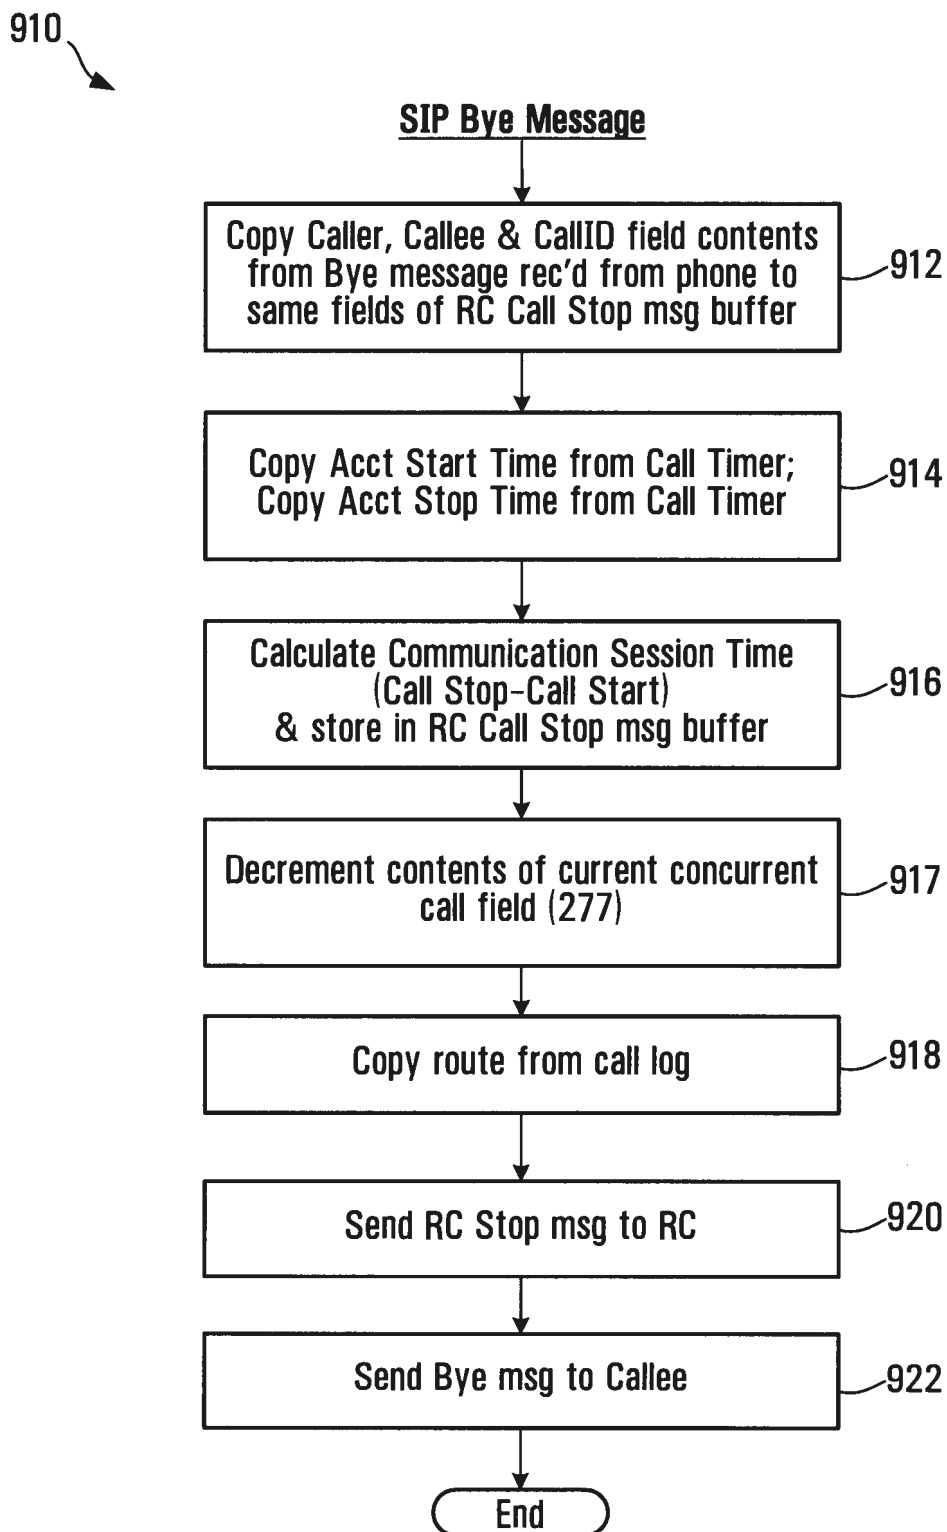 910
SIP Bye Message
Copy Caller, Callee & CallID field contents
from Bye message rec'd from phone to
same fields of RC Call Stop msg buffer
912
Copy Acct Start Time from Call Timer;
Copy Acct Stop Time from Call Timer
914
Calculate Communication Session Time
(Call Stop-Call Start)
& store in RC Call Stop msg buffer
916
Decrement contents of current concurrent
call field (277)
917
Copy route from call log
918
Send RC Stop msg to RC
920
Send Bye msg to Callee
922
End